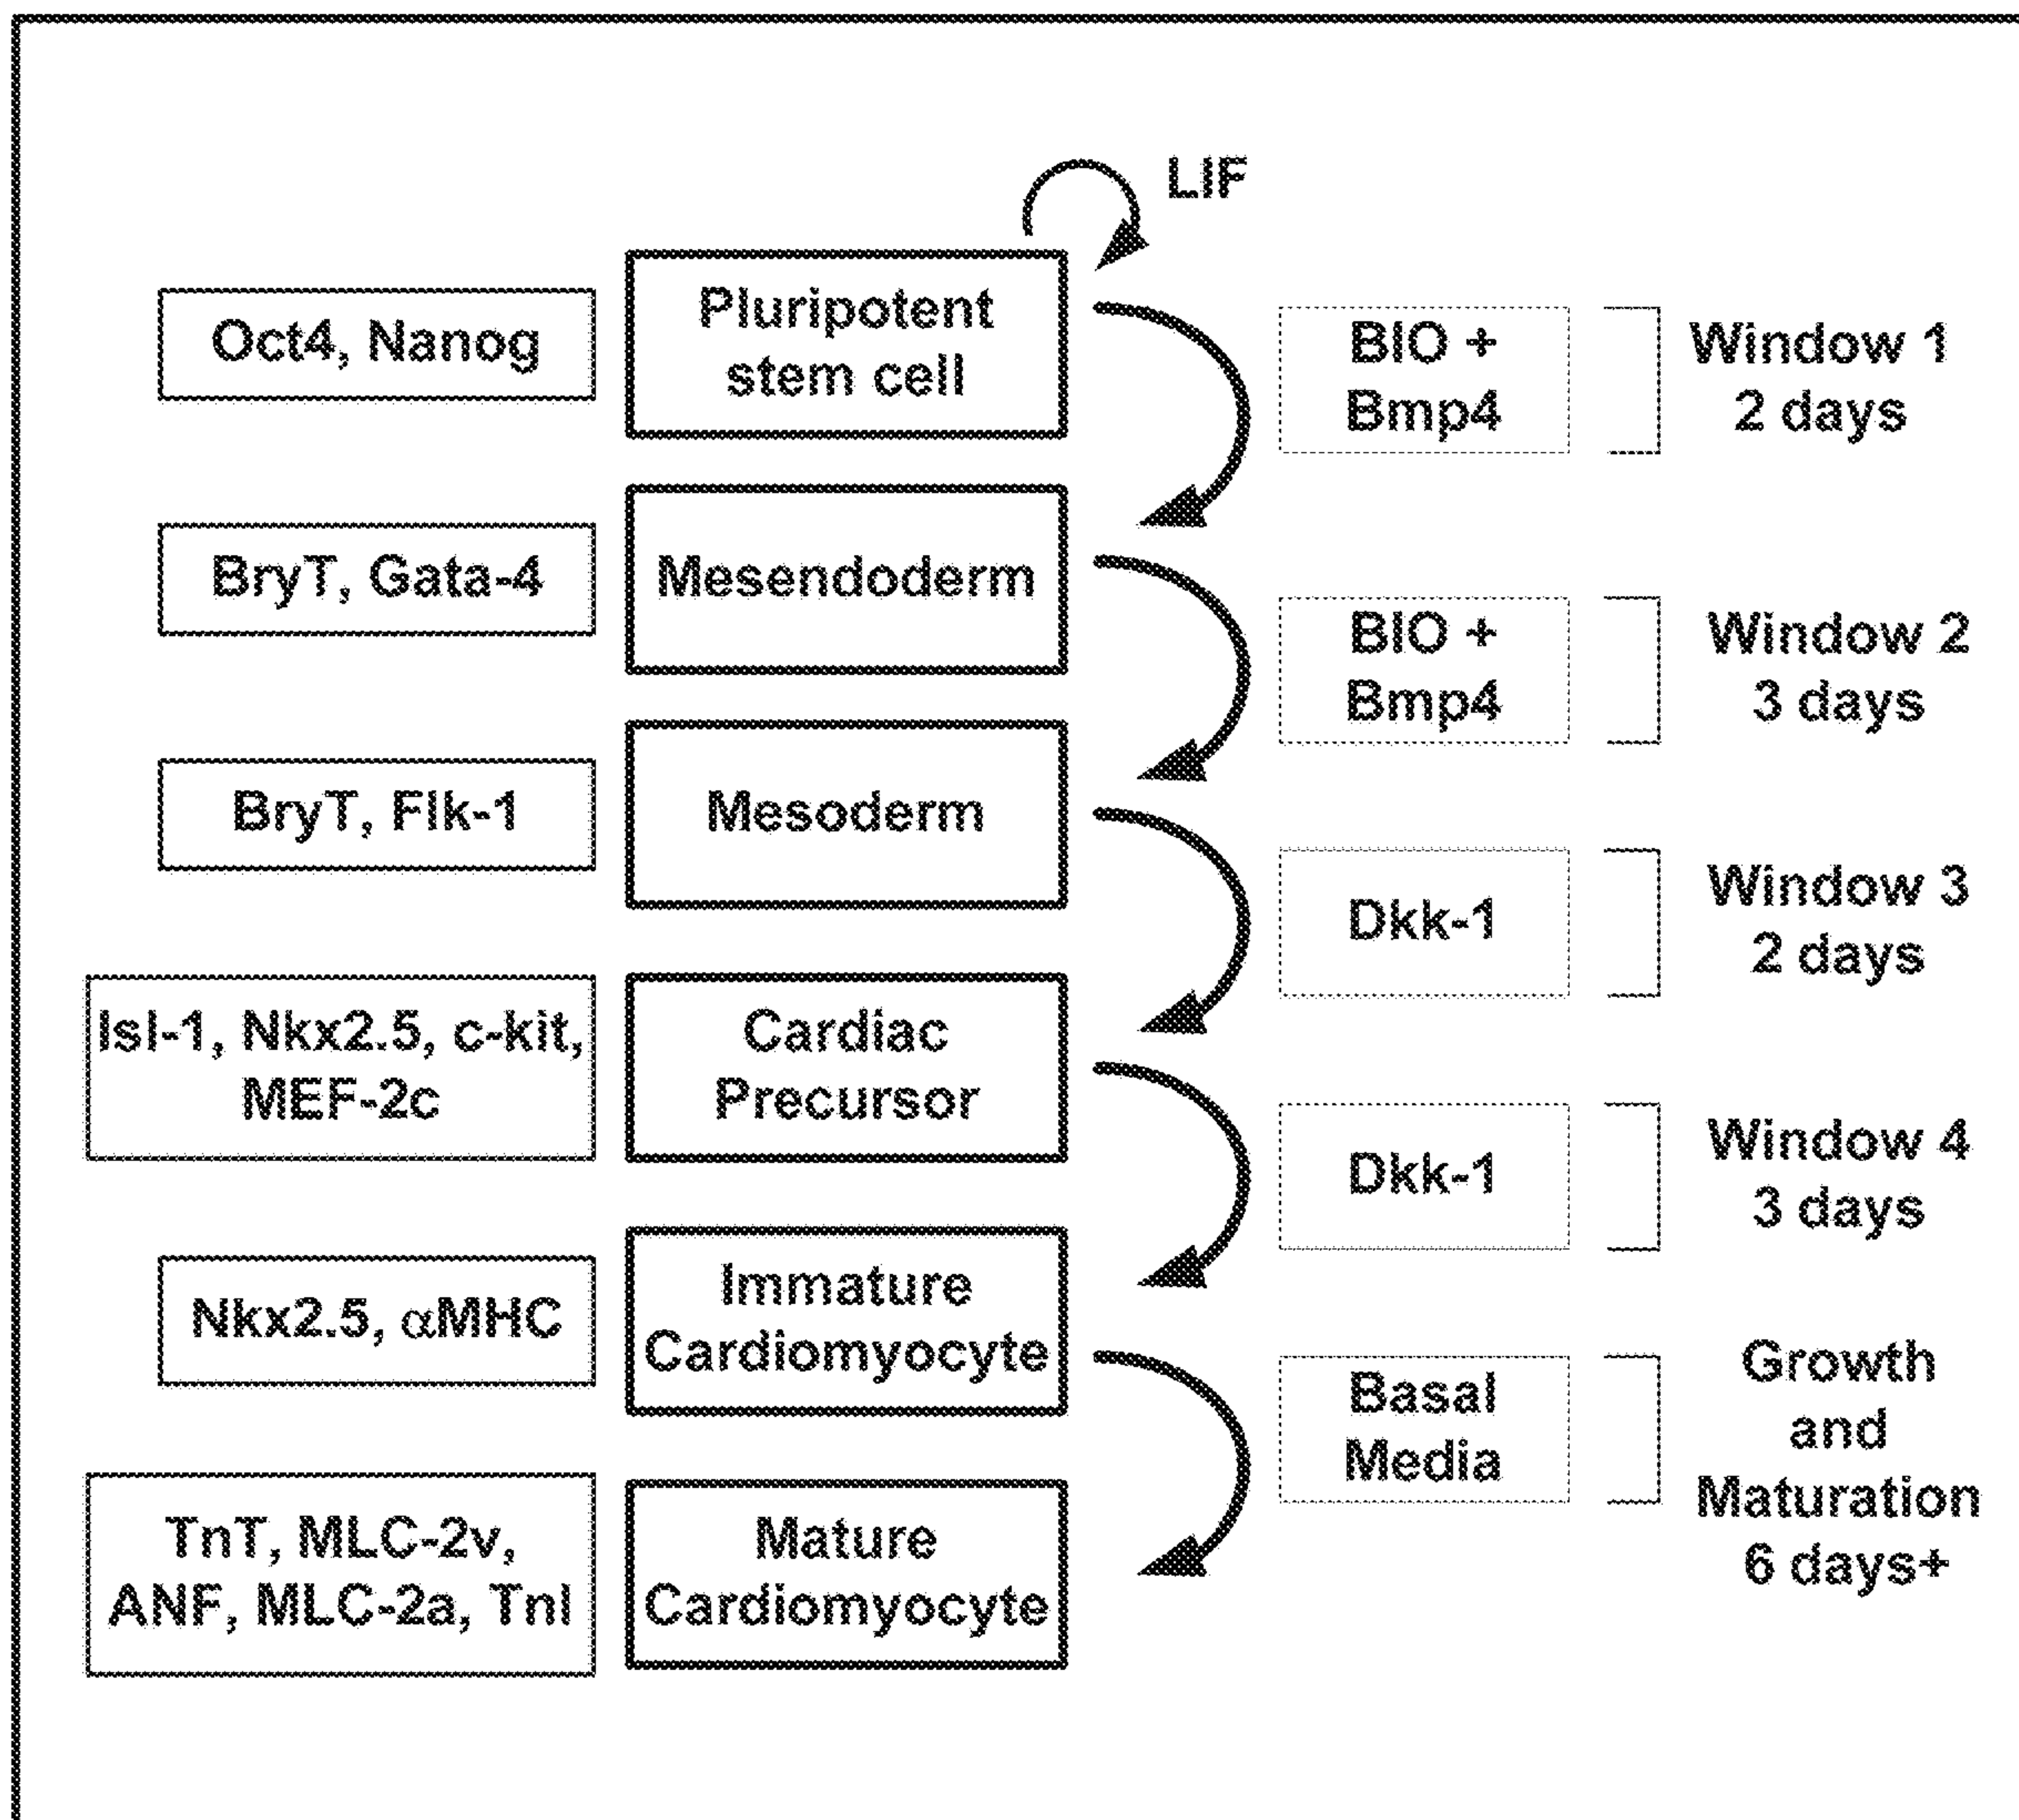 LIF
Oct4, Nanog
Pluripotent
stem cell
BIO +
Bmp4
Window 1
2 days
BryT, Gata-4
Mesendoderm
BIO +
Bmp4
Window 2
3 days
BryT, Flk-1
Mesoderm
Dkk-1
Window 3
2 days
Isl-1, Nkx2.5, c-kit,
MEF-2c
Cardiac
Precursor
Dkk-1
Window 4
3 days
Nkx2.5, αMHC
Immature
Cardiomyocyte
Basal
Media
Growth
and
Maturation
6 days+
TnT, MLC-2v,
ANF, MLC-2a, TnI
Mature
Cardiomyocyte